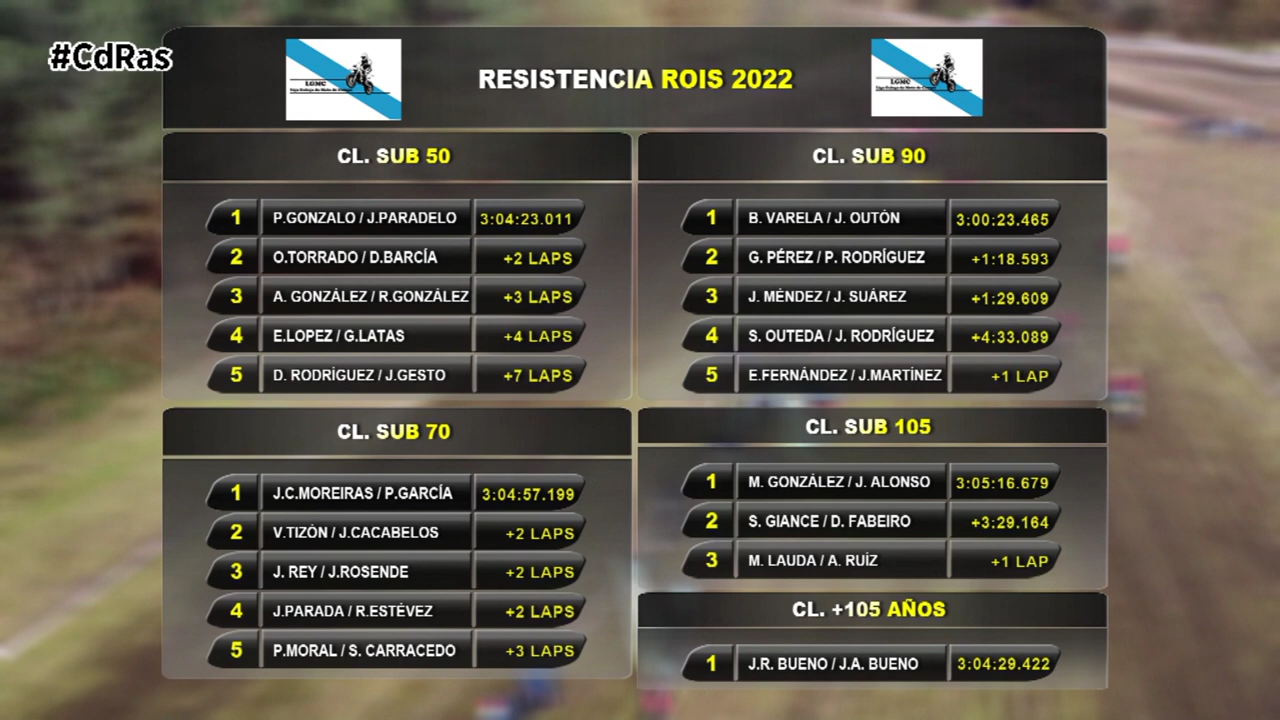 #CdRas
LGMC
RESISTENCIA ROIS 2022
LGMC
CL. SUB 50
1 P.GONZALO / J.PARADELO 3:04:23.011
2 O.TORRADO / D.BARCÍA +2 LAPS
3 A. GONZÁLEZ / R.GONZÁLEZ +3 LAPS
4 E.LOPEZ / G.LATAS +4 LAPS
5 D. RODRÍGUEZ / J.GESTO +7 LAPS
CL. SUB 90
1 B. VARELA / J. OUTÓN 3:00:23.465
2 G. PÉREZ / P. RODRÍGUEZ +1:18.593
3 J. MÉNDEZ / J. SUÁREZ +1:29.609
4 S. OUTEDA / J. RODRÍGUEZ +4:33.089
5 E.FERNÁNDEZ / J.MARTÍNEZ +1 LAP
CL. SUB 70
1 J.C.MOREIRAS / P.GARCÍA 3:04:57.199
2 V.TIZÓN / J.CACABELOS +2 LAPS
3 J. REY / J.ROSENDE +2 LAPS
4 J.PARADA / R.ESTÉVEZ +2 LAPS
5 P.MORAL / S. CARRACEDO +3 LAPS
CL. SUB 105
1 M. GONZÁLEZ / J. ALONSO 3:05:16.679
2 S. GIANCE / D. FABEIRO +3:29.164
3 M. LAUDA / A. RUÍZ +1 LAP
CL. +105 AÑOS
1 J.R. BUENO / J.A. BUENO 3:04:29.422